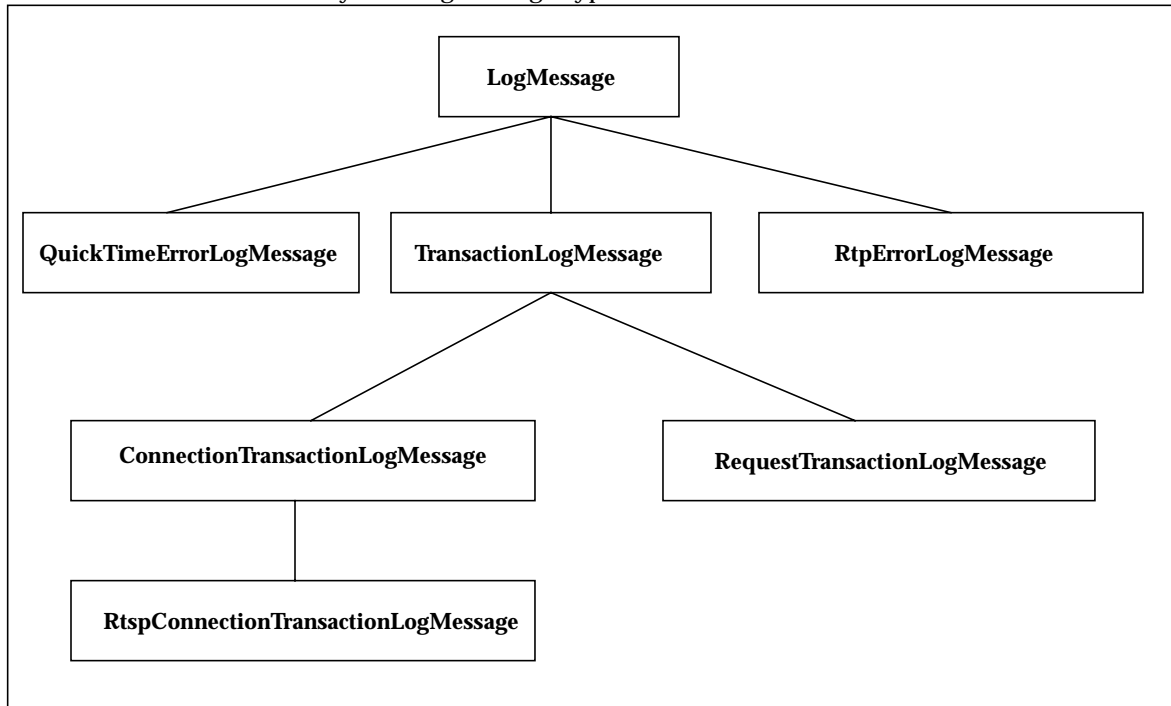 LogMessage
QuickTimeErrorLogMessage
TransactionLogMessage
RtpErrorLogMessage
ConnectionTransactionLogMessage
RequestTransactionLogMessage
RtspConnectionTransactionLogMessage